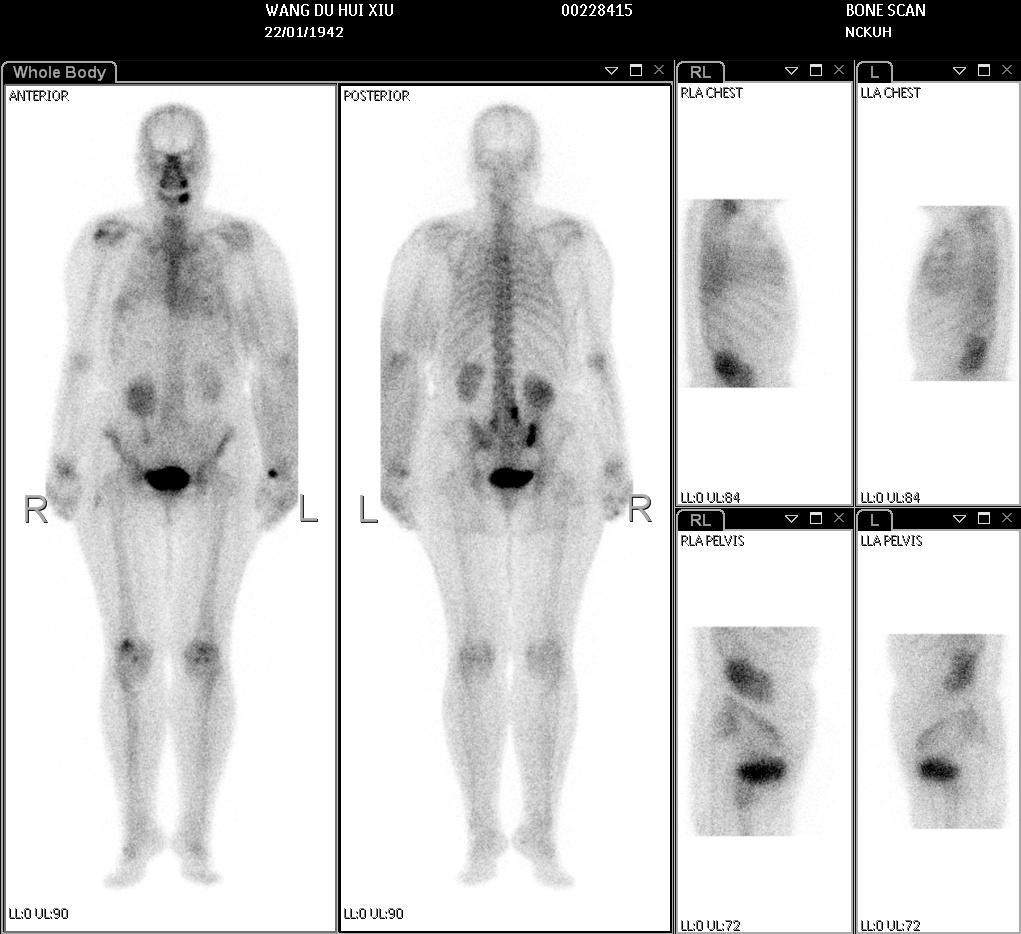 WANG DU HUI XIU 00228415 BONE SCAN
22/01/1942 NCKUH
Whole Body
ANTERIOR
POSTERIOR
R
L
L
R
LL:0 UL:90
LL:0 UL:90
RL
RLA CHEST
LL:0 UL:84
L
LLA CHEST
LL:0 UL:84
RL
RLA PELVIS
LL:0 UL:72
L
LLA PELVIS
LL:0 UL:72